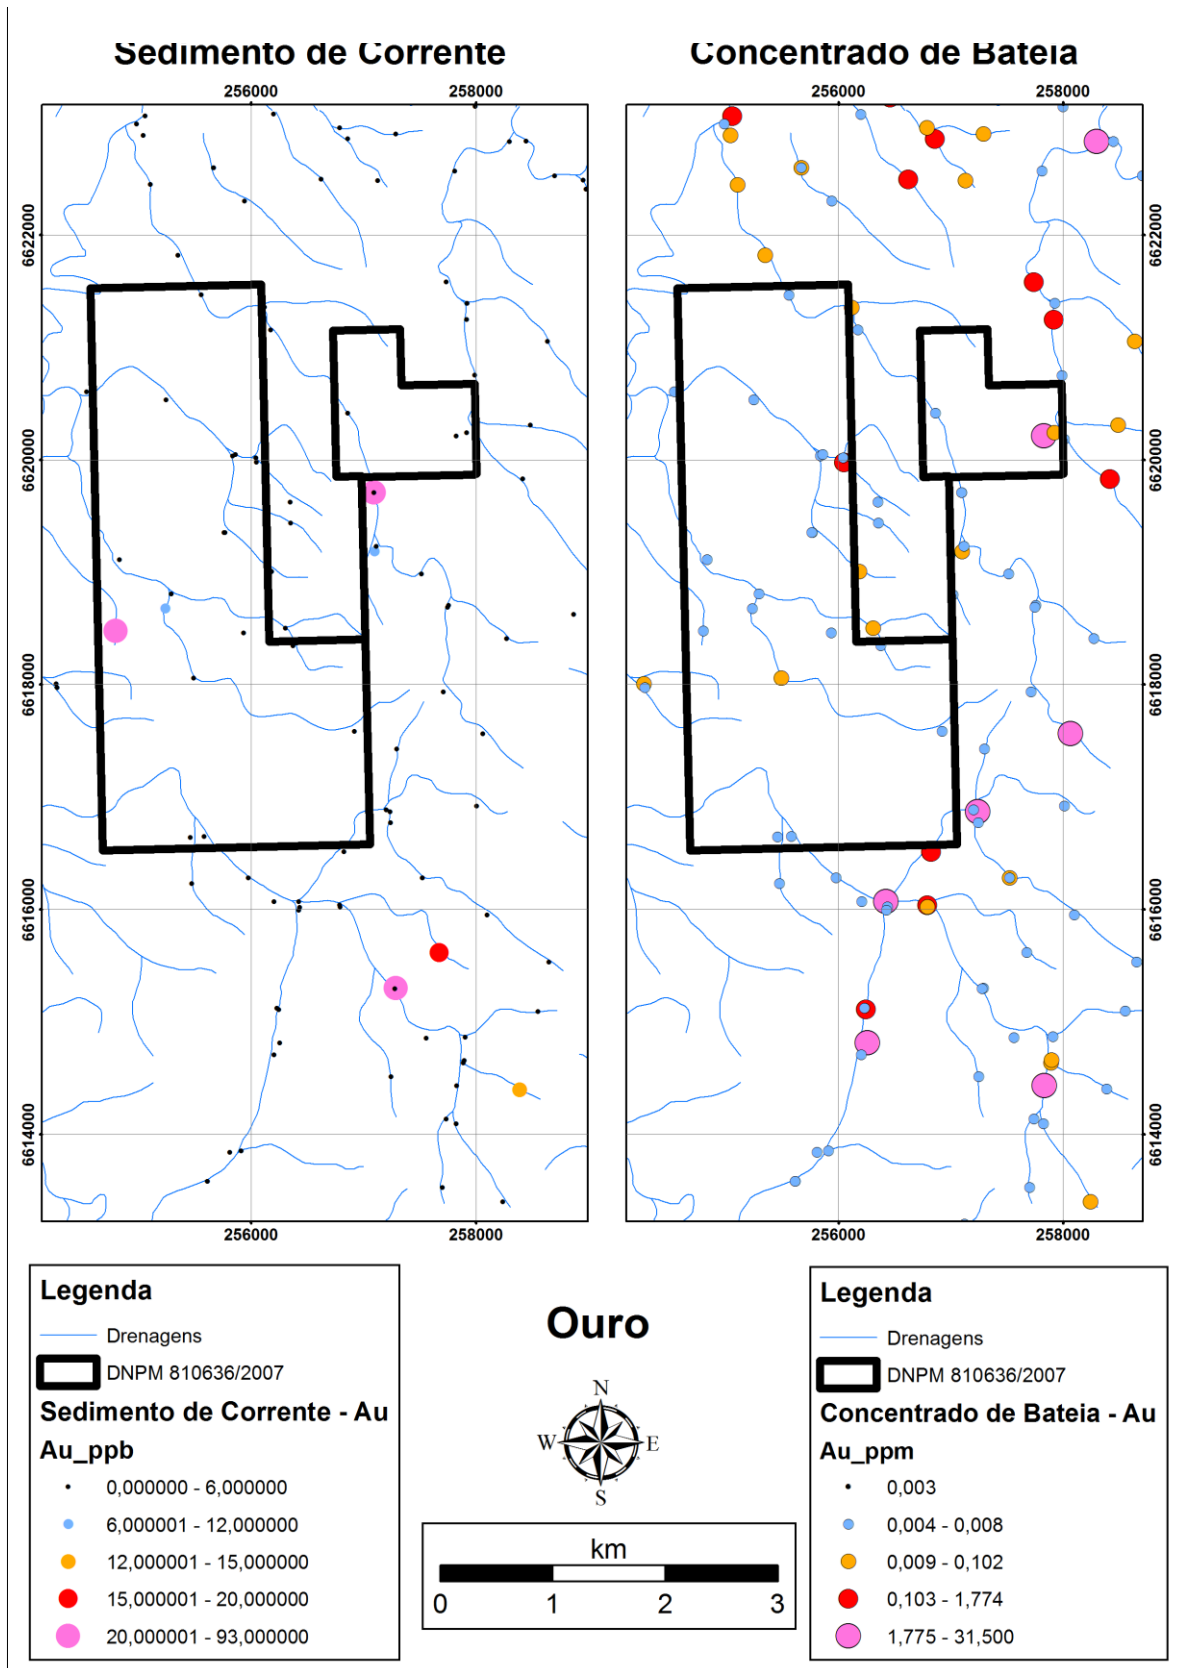 Sedimento de Corrente
Concentrado de Bateia
256000
258000
256000
258000
6622000
6620000
6618000
6616000
6614000
6622000
6620000
6618000
6616000
6614000
256000
258000
256000
258000
Legenda
Drenagens
DNPM 810636/2007
Sedimento de Corrente - Au
Au_ppb
0,000000 - 6,000000
6,000001 - 12,000000
12,000001 - 15,000000
15,000001 - 20,000000
20,000001 - 93,000000
Ouro
N
W
E
S
km
0
1
2
3
Legenda
Drenagens
DNPM 810636/2007
Concentrado de Bateia - Au
Au_ppm
0,003
0,004 - 0,008
0,009 - 0,102
0,103 - 1,774
1,775 - 31,500